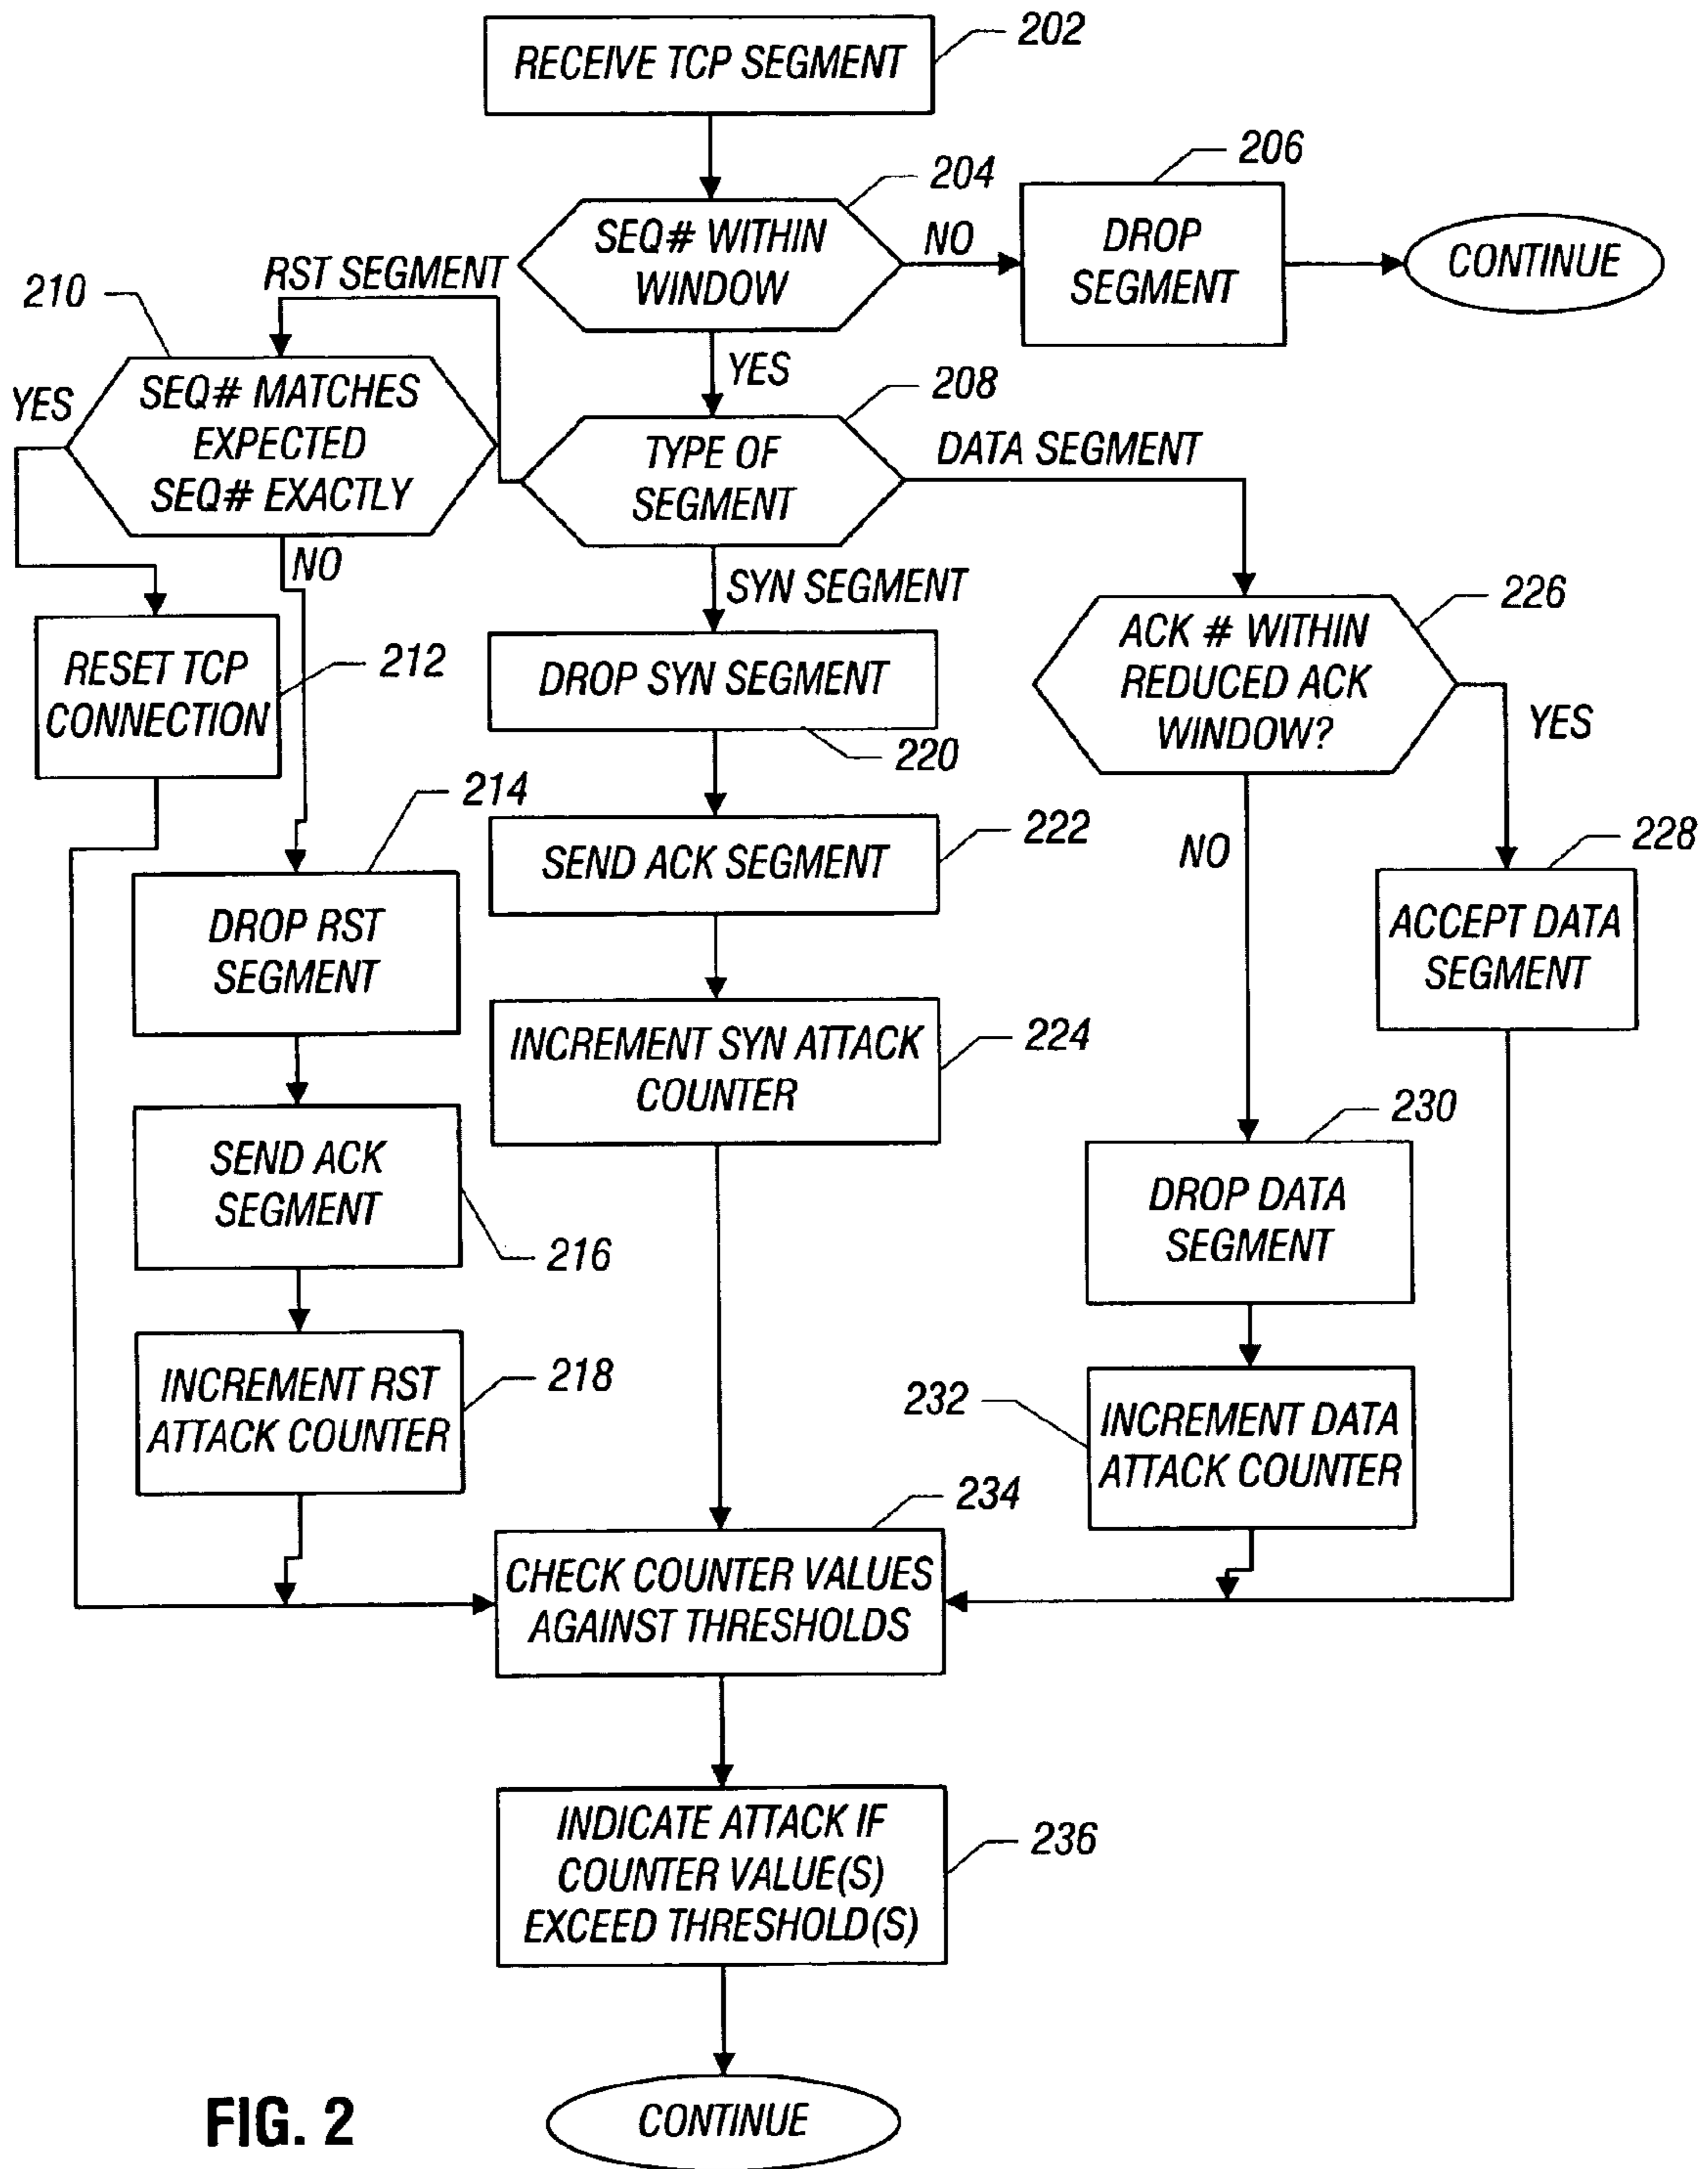 202
RECEIVE TCP SEGMENT
206
204
SEQ# WITHIN
WINDOW
NO
DROP
SEGMENT
CONTINUE
RST SEGMENT
210
YES
SEQ# MATCHES
EXPECTED
SEQ# EXACTLY
YES
208
TYPE OF
SEGMENT
DATA SEGMENT
NO
SYN SEGMENT
226
ACK # WITHIN
REDUCED ACK
WINDOW?
YES
RESET TCP
CONNECTION
212
DROP SYN SEGMENT
220
214
SEND ACK SEGMENT
222
NO
228
DROP RST
SEGMENT
ACCEPT DATA
SEGMENT
INCREMENT SYN ATTACK
COUNTER
224
230
SEND ACK
SEGMENT
216
DROP DATA
SEGMENT
INCREMENT RST
ATTACK COUNTER
218
232
INCREMENT DATA
ATTACK COUNTER
234
CHECK COUNTER VALUES
AGAINST THRESHOLDS
INDICATE ATTACK IF
COUNTER VALUE(S)
EXCEED THRESHOLD(S)
236
CONTINUE
FIG. 2